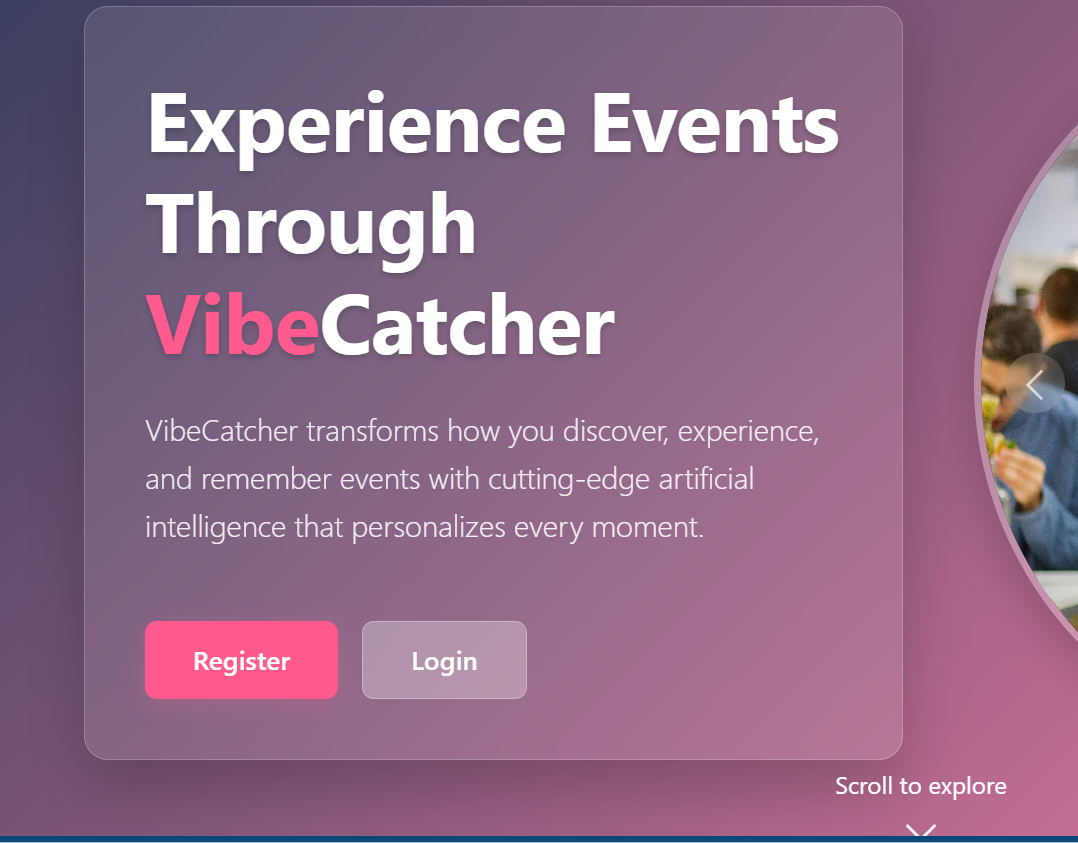 Experience Events
Through
VibeCatcher
VibeCatcher transforms how you discover, experience,
and remember events with cutting-edge artificial
intelligence that personalizes every moment.
Register
Login
Scroll to explore